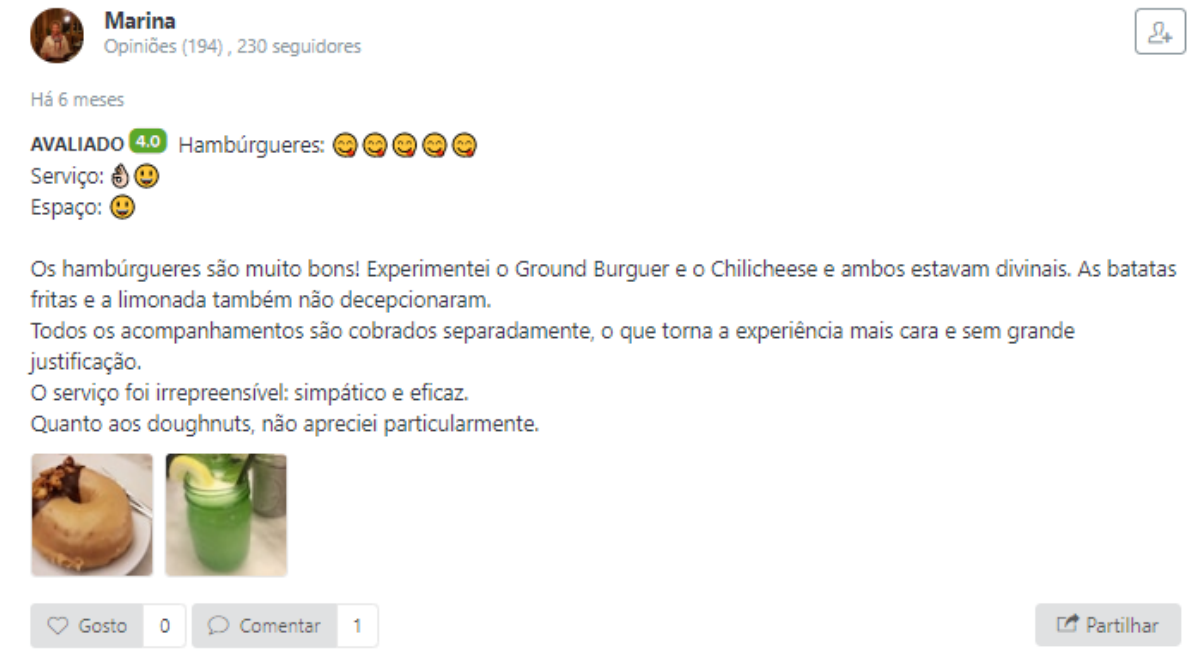 Marina
Opiniões (194) , 230 seguidores
Há 6 meses
AVALIADO 4.0 Hambúrgueres: 😋😋😋😋😋
Serviço: 👌🏻😃
Espaço: 😃
Os hambúrgueres são muito bons! Experimentei o Ground Burguer e o Chilicheese e ambos estavam divinais. As batatas
fritas e a limonada também não decepcionaram.
Todos os acompanhamentos são cobrados separadamente, o que torna a experiência mais cara e sem grande
justificação.
O serviço foi irrepreensível: simpático e eficaz.
Quanto aos doughnuts, não apreciei particularmente.
Gosto 0 Comentar 1 Partilhar